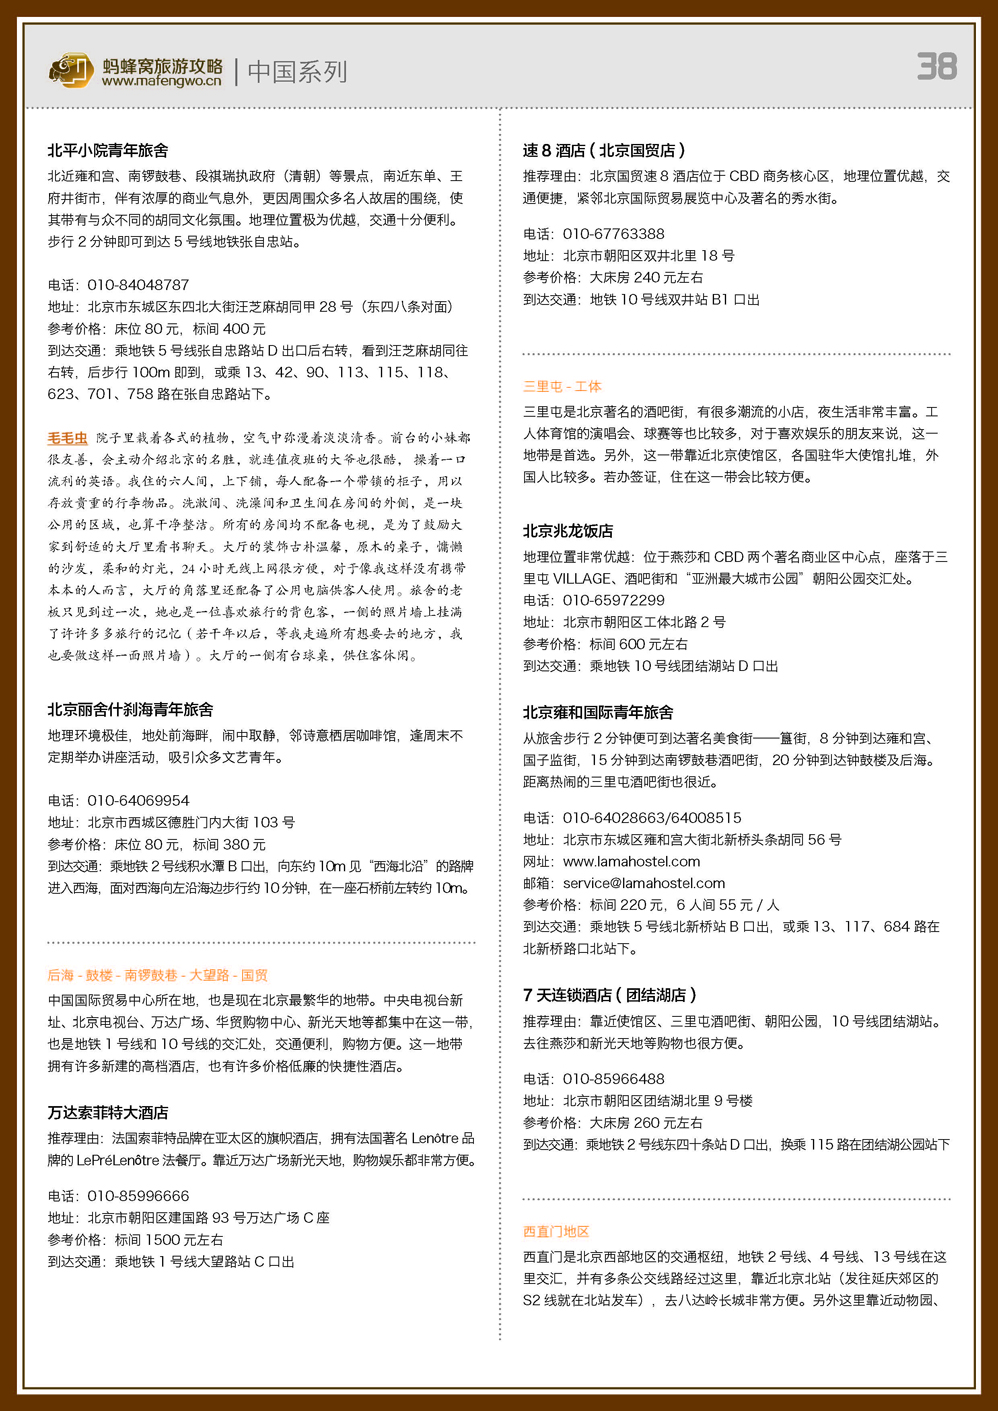 蚂蜂窝旅游攻略
www.mafengwo.cn
中国系列
38
北平小院青年旅舍
北近雍和宫、南锣鼓巷、段祺瑞执政府（清朝）等景点，南近东单、王
府井街市，伴有浓厚的商业气息外，更因周围众多名人故居的围绕，使
其带有与众不同的胡同文化氛围。地理位置极为优越，交通十分便利。
步行 2 分钟即可到达 5 号线地铁张自忠站。
电话：010-84048787
地址：北京市东城区东四北大街汪芝麻胡同甲 28 号（东四八条对面）
参考价格：床位 80 元，标间 400 元
到达交通：乘地铁 5 号线张自忠路站 D 出口后右转，看到汪芝麻胡同往
右转，后步行 100m 即到，或乘 13、42、90、113、115、118、
623、701、758 路在张自忠路站下。
毛毛虫 院子里栽着各式的植物，空气中弥漫着淡淡清香。前台的小妹都
很友善，会主动介绍北京的名胜，就连值夜班的大爷也很酷，操着一口
流利的英语。我住的六人间，上下铺，每人配备一个带锁的柜子，用以
存放贵重的行李物品。洗漱间、洗澡间和卫生间在房间的外侧，是一块
公用的区域，也算干净整洁。所有的房间均不配备电视，是为了鼓励大
家到舒适的大厅里看书聊天。大厅的装饰古朴温馨，原木的桌子，慵懒
的沙发，柔和的灯光，24 小时无线上网很方便，对于像我这样没有携带
本本的人而言，大厅的角落里还配备了公用电脑供客人使用。旅舍的老
板只见到过一次，她也是一位喜欢旅行的背包客，一侧的照片墙上挂满
了许许多多旅行的记忆（若干年以后，等我走遍所有想要去的地方，我
也要做这样一面照片墙）。大厅的一侧有台球桌，供住客休闲。
北京丽舍什刹海青年旅舍
地理环境极佳，地处前海畔，闹中取静，邻诗意栖居咖啡馆，逢周末不
定期举办讲座活动，吸引众多文艺青年。
电话：010-64069954
地址：北京市西城区德胜门内大街 103 号
参考价格：床位 80 元，标间 380 元
到达交通：乘地铁 2 号线积水潭 B 口出，向东约 10m 见“西海北沿”的路牌
进入西海，面对西海向左沿海边步行约 10 分钟，在一座石桥前左转约 10m。
后海 - 鼓楼 - 南锣鼓巷 - 大望路 - 国贸
中国国际贸易中心所在地，也是现在北京最繁华的地带。中央电视台新
址、北京电视台、万达广场、华贸购物中心、新光天地等都集中在这一带，
也是地铁 1 号线和 10 号线的交汇处，交通便利，购物方便。这一地带
拥有许多新建的高档酒店，也有许多价格低廉的快捷性酒店。
万达索菲特大酒店
推荐理由：法国索菲特品牌在亚太区的旗帜酒店，拥有法国著名 Lenôtre 品
牌的 LePréLenôtre 法餐厅。靠近万达广场新光天地，购物娱乐都非常方便。
电话：010-85996666
地址：北京市朝阳区建国路 93 号万达广场 C 座
参考价格：标间 1500 元左右
到达交通：乘地铁 1 号线大望路站 C 口出
速 8 酒店 ( 北京国贸店 )
推荐理由：北京国贸速 8 酒店位于 CBD 商务核心区，地理位置优越，交
通便捷，紧邻北京国际贸易展览中心及著名的秀水街。
电话：010-67763388
地址：北京市朝阳区双井北里 18 号
参考价格：大床房 240 元左右
到达交通：地铁 10 号线双井站 B1 口出
三里屯 - 工体
三里屯是北京著名的酒吧街，有很多潮流的小店，夜生活非常丰富。工
人体育馆的演唱会、球赛等也比较多，对于喜欢娱乐的朋友来说，这一
地带是首选。另外，这一带靠近北京使馆区，各国驻华大使馆扎堆，外
国人比较多。若办签证，住在这一带会比较方便。
北京兆龙饭店
地理位置非常优越：位于燕莎和 CBD 两个著名商业区中心点，座落于三
里屯 VILLAGE、酒吧街和“亚洲最大城市公园”朝阳公园交汇处。
电话：010-65972299
地址：北京市朝阳区工体北路 2 号
参考价格：标间 600 元左右
到达交通：乘地铁 10 号线团结湖站 D 口出
北京雍和国际青年旅舍
从旅舍步行 2 分钟便可到达著名美食街——簋街，8 分钟到达雍和宫、
国子监街，15 分钟到达南锣鼓巷酒吧街，20 分钟到达钟鼓楼及后海。
距离热闹的三里屯酒吧街也很近。
电话：010-64028663/64008515
地址：北京市东城区雍和宫大街北新桥头条胡同 56 号
网址：www.lamahostel.com
邮箱：service@lamahostel.com
参考价格：标间 220 元，6 人间 55 元 / 人
到达交通：乘地铁 5 号线北新桥站 B 口出，或乘 13、117、684 路在
北新桥路口北站下。
7 天连锁酒店 ( 团结湖店 )
推荐理由：靠近使馆区、三里屯酒吧街、朝阳公园，10 号线团结湖站。
去往燕莎和新光天地等购物也很方便。
电话：010-85966488
地址：北京市朝阳区团结湖北里 9 号楼
参考价格：大床房 260 元左右
到达交通：乘地铁 2 号线东四十条站 D 口出，换乘 115 路在团结湖公园站下
西直门地区
西直门是北京西部地区的交通枢纽，地铁 2 号线、4 号线、13 号线在这
里交汇，并有多条公交线路经过这里，靠近北京北站（发往延庆郊区的
S2 线就在北站发车），去八达岭长城非常方便。另外这里靠近动物园、